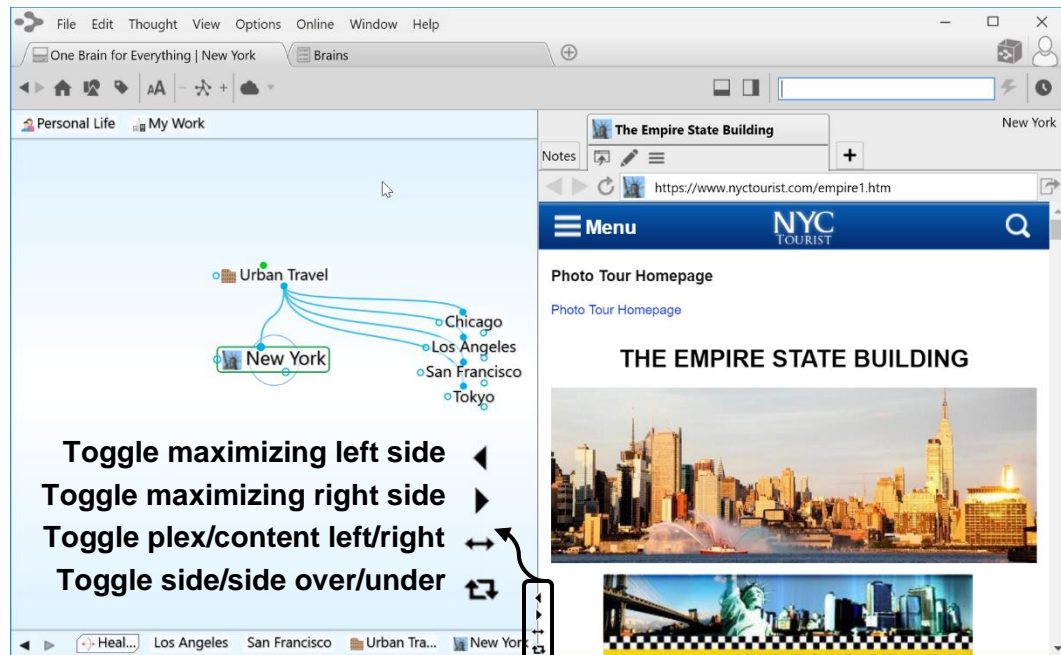 File Edit Thought View Options Online Window Help
One Brain for Everything | New York
Brains
AA
Personal Life
My Work
The Empire State Building
New York
Notes
https://www.nyctourist.com/empire1.htm
Menu
NYC
TOURIST
Photo Tour Homepage
Photo Tour Homepage
THE EMPIRE STATE BUILDING
Urban Travel
Chicago
Los Angeles
New York
San Francisco
Tokyo
Toggle maximizing left side
Toggle maximizing right side
Toggle plex/content left/right
Toggle side/side over/under
Heal...
Los Angeles
San Francisco
Urban Tra...
New York